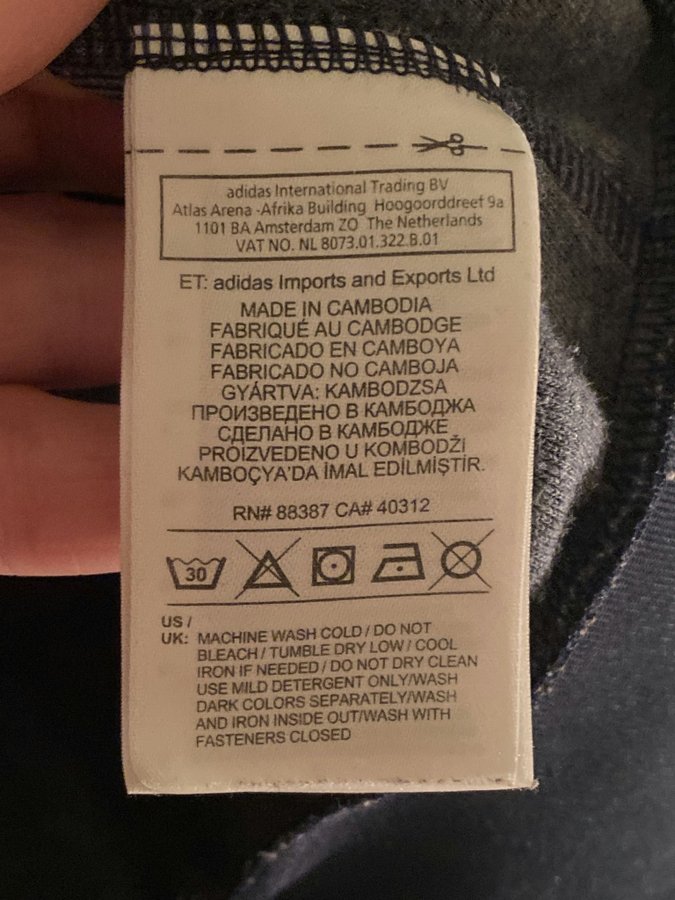 adidas International Trading BV
Atlas Arena -Afrika Building Hoogoorddreef 9a
1101 BA Amsterdam ZO The Netherlands
VAT NO. NL 8073.01.322.B.01
ET: adidas Imports and Exports Ltd
MADE IN CAMBODIA
FABRIQUÉ AU CAMBODGE
FABRICADO EN CAMBOYA
FABRICADO NO CAMBOJA
GYÁRTVA: KAMBODZSA
ПРОИЗВЕДЕНО В КАМБОДЖА
СДЕЛАНО В КАМБОДЖЕ
PROIZVEDENO U KOMBODŽI
KAMBOÇYA'DA İMAL EDİLMİŞTİR.
RN# 88387 CA# 40312
30
US /
UK: MACHINE WASH COLD / DO NOT
BLEACH / TUMBLE DRY LOW / COOL
IRON IF NEEDED / DO NOT DRY CLEAN
USE MILD DETERGENT ONLY/WASH
DARK COLORS SEPARATELY/WASH
AND IRON INSIDE OUT/WASH WITH
FASTENERS CLOSED